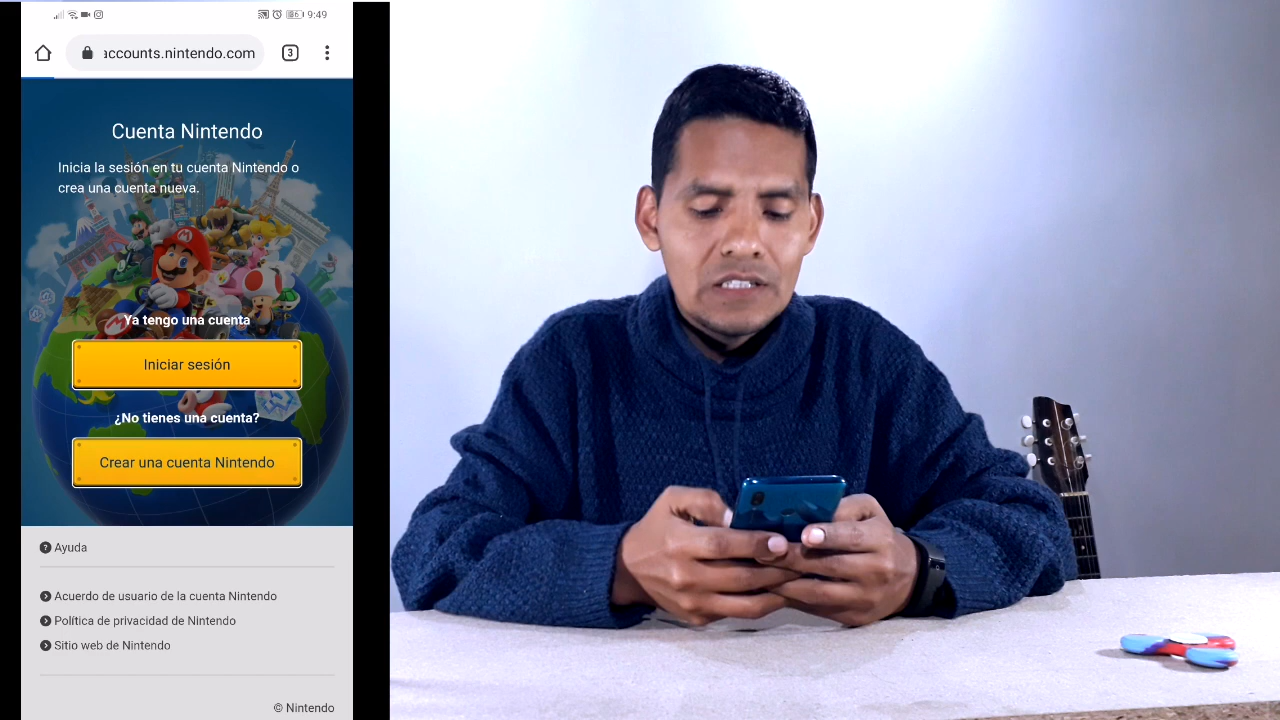 9:49
accounts.nintendo.com
3
Cuenta Nintendo
Inicia la sesión en tu cuenta Nintendo o
crea una cuenta nueva.
Ya tengo una cuenta
Iniciar sesión
¿No tienes una cuenta?
Crear una cuenta Nintendo
Ayuda
Acuerdo de usuario de la cuenta Nintendo
Política de privacidad de Nintendo
Sitio web de Nintendo
© Nintendo